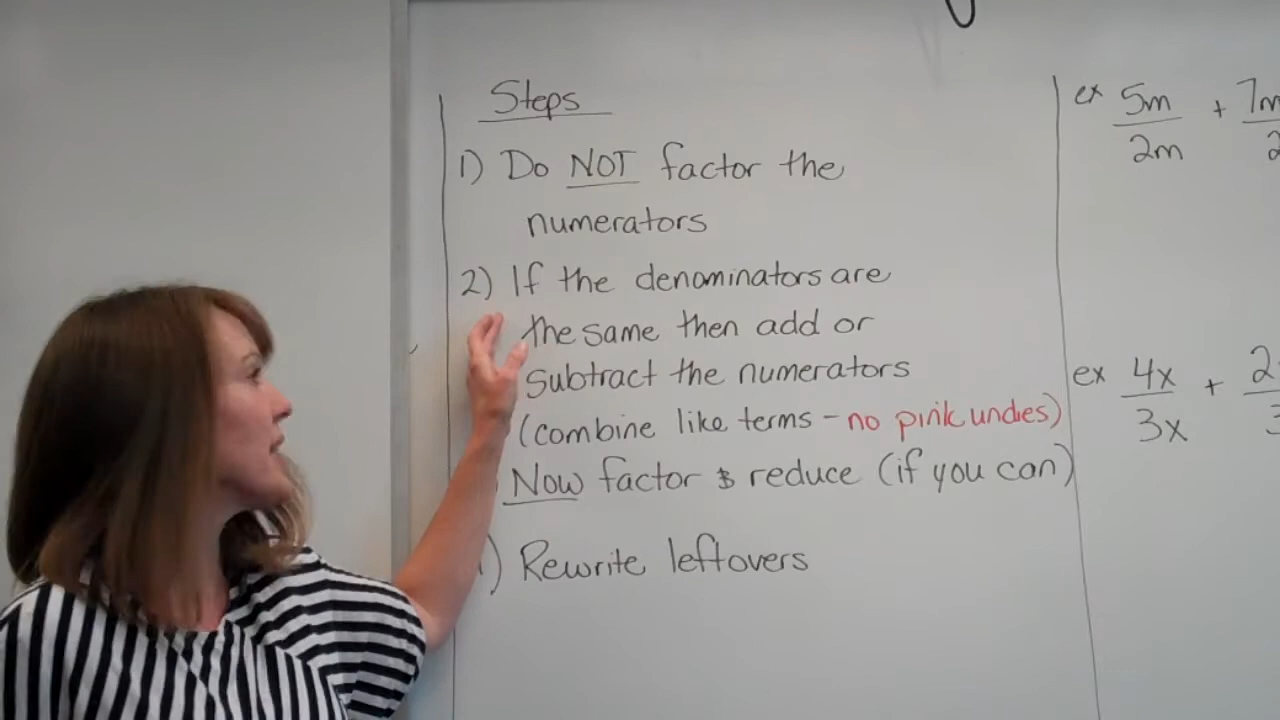 Steps
1) Do NOT factor the
numerators
2) If the denominators are
the same then add or
subtract the numerators
(combine like terms - no pink undies)
Now factor & reduce (if you can)
) Rewrite leftovers
ex 5m/2m + 7m/2
ex 4x/3x + 2/3